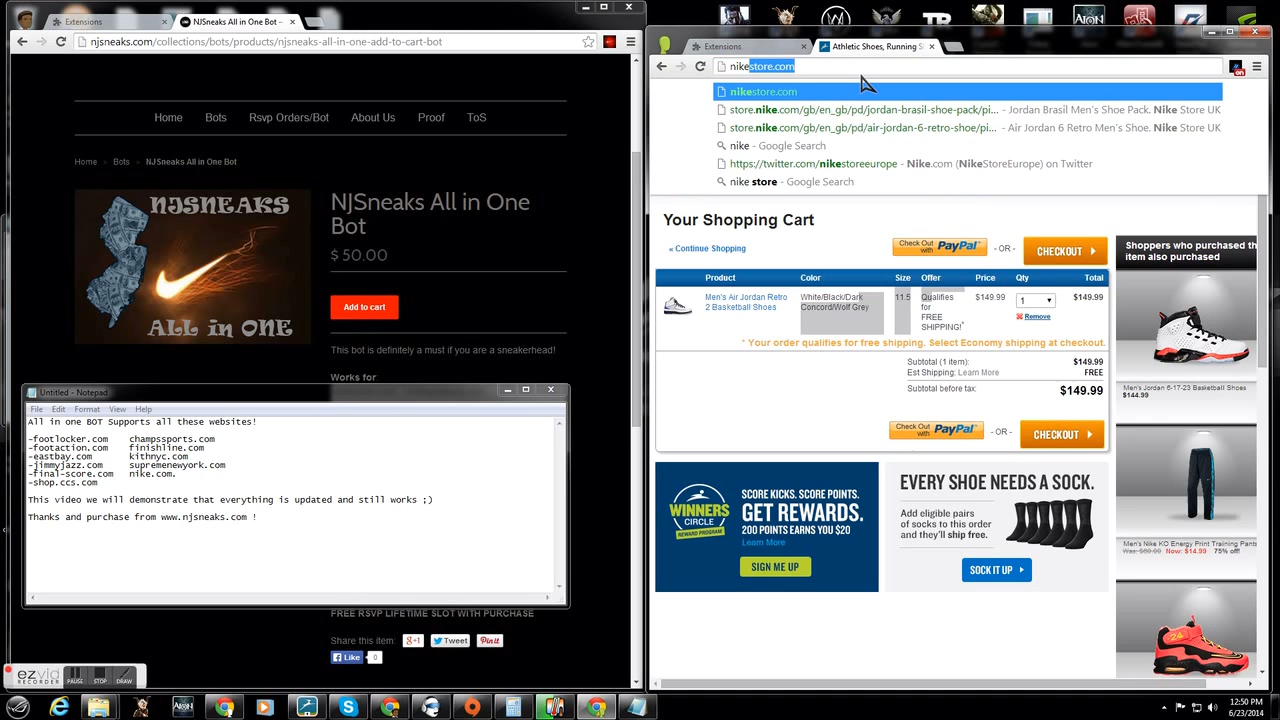 Extensions
NJSneaks All in One Bot –
njsneaks.com/collections/bots/products/njsneaks-all-in-one-add-to-cart-bot
Home Bots Rsvp Orders/Bot About Us Proof ToS
Home Bots NJSneaks All in One Bot
NJSNEAKS
ALL in ONE
NJSneaks All in One
Bot
$ 50.00
Add to cart
This bot is definitely a must if you are a sneakerhead!
Works for
Untitled - Notepad
File Edit Format View Help
All in one BOT Supports all these websites!
-footlocker.com champssports.com
-footaction.com finishline.com
-eastbay.com kithnyc.com
-jimmyjazz.com supremenewyork.com
-final-score.com nike.com.
-shop.ccs.com
This video we will demonstrate that everything is updated and still works ;)
Thanks and purchase from www.njsneaks.com !
FREE RSVP LIFETIME SLOT WITH PURCHASE
Share this item: g+1 Tweet Pinit
Like 0
ezvid
RECORDER
PAUSE STOP DRAW
Extensions
Athletic Shoes, Running S
nikestore.com
nikestore.com
store.nike.com/gb/en_gb/pd/jordan-brasil-shoe-pack/pi... - Jordan Brasil Men's Shoe Pack. Nike Store UK
store.nike.com/gb/en_gb/pd/air-jordan-6-retro-shoe/pi... - Air Jordan 6 Retro Men's Shoe. Nike Store UK
nike - Google Search
https://twitter.com/nikestoreeurope - Nike.com (NikeStoreEurope) on Twitter
nike store - Google Search
on
Your Shopping Cart
« Continue Shopping
Check Out with PayPal - OR - CHECKOUT
Product Color Size Offer Price Qty Total
Men's Air Jordan Retro 2 Basketball Shoes
White/Black/Dark Concord/Wolf Grey
11.5
Qualifies for FREE SHIPPING!*
$149.99
1
Remove
$149.99
* Your order qualifies for free shipping. Select Economy shipping at checkout.
Subtotal (1 item): $149.99
Est Shipping: Learn More FREE
Subtotal before tax: $149.99
Check Out with PayPal - OR - CHECKOUT
WINNERS
CIRCLE
REWARD PROGRAM
SCORE KICKS. SCORE POINTS.
GET REWARDS.
200 POINTS EARNS YOU $20
Learn More
SIGN ME UP
EVERY SHOE NEEDS A SOCK.
Add eligible pairs
of socks to this order
and they'll ship free.
SOCK IT UP
Shoppers who purchased th
item also purchased
Men's Jordan 6-17-23 Basketball Shoes
$144.99
Men's Nike KO Energy Print Training Pants
Was: $60.00 Now: $14.99 75% off!
24
TR
AION
AION
12:50 PM
6/23/2014